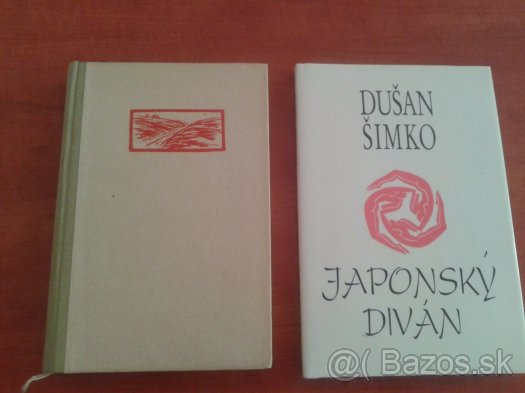 DUŠAN
ŠIMKO
JAPONSKÝ
DIVÁN
@( Bazos.sk